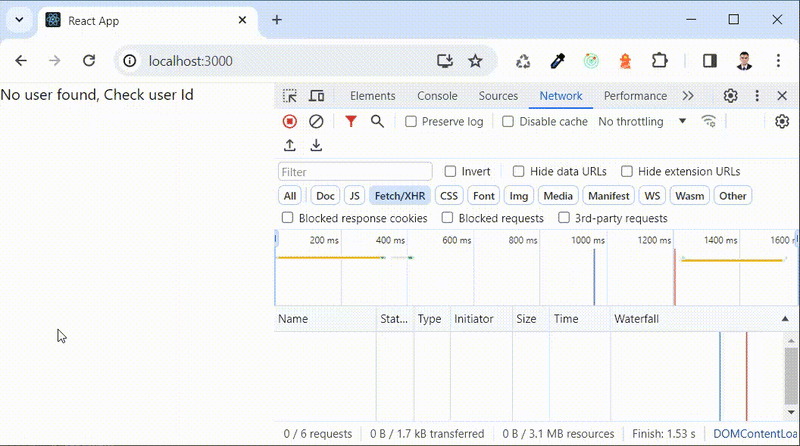 React App
localhost:3000
No user found, Check user Id
Elements Console Sources Network Performance
Preserve log Disable cache No throttling
Filter Invert Hide data URLs Hide extension URLs
All Doc JS Fetch/XHR CSS Font Img Media Manifest WS Wasm Other
Blocked response cookies Blocked requests 3rd-party requests
200 ms 400 ms 600 ms 800 ms 1000 ms 1200 ms 1400 ms 1600 m
Name Stat... Type Initiator Size Time Waterfall
0 / 6 requests 0 B / 1.7 kB transferred 0 B / 3.1 MB resources Finish: 1.53 s DOMContentLoa